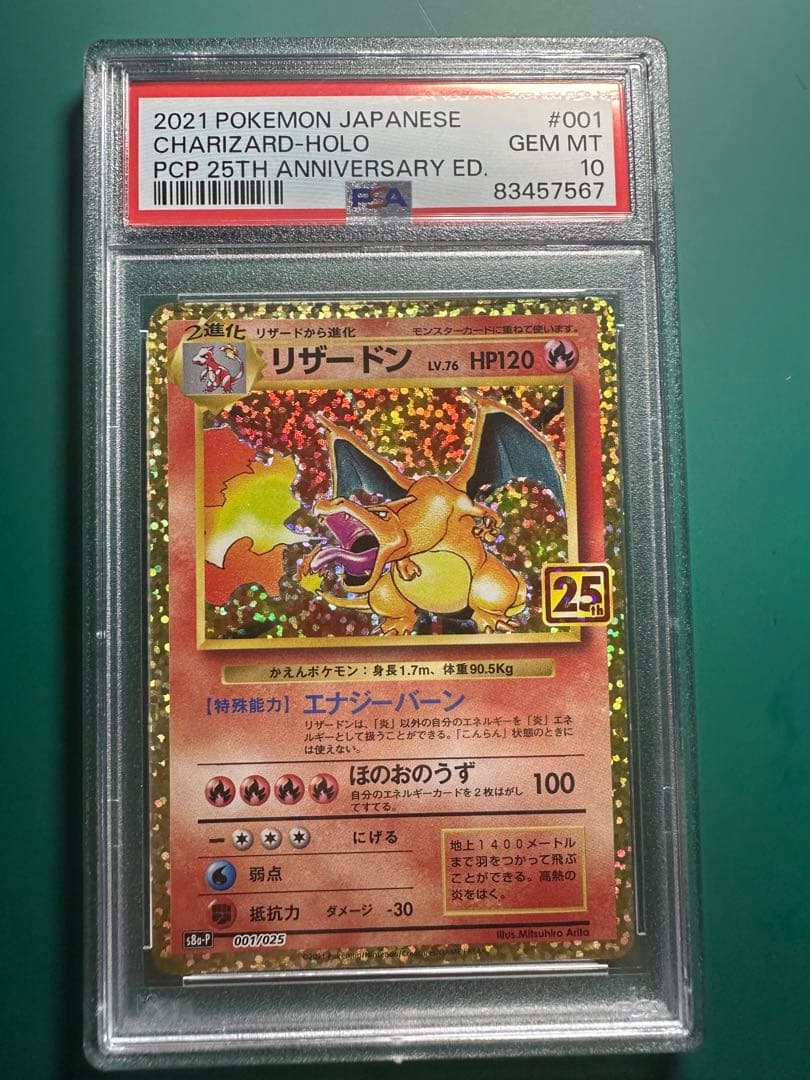 2021 POKEMON JAPANESE #001
CHARIZARD-HOLO GEM MT
PCP 25TH ANNIVERSARY ED. 10
PSA 83457567
2進化 リザードから進化 モンスターカードに重ねて使います。
リザードン LV.76 HP120
25th
かえんポケモン：身長1.7m、体重90.5Kg
【特殊能力】エナジーバーン
リザードンは、「炎」以外の自分のエネルギーを「炎」エネ
ルギーとして扱うことができる。「こんらん」状態のときに
は使えない。
ほのおのうず 100
自分のエネルギーカードを2枚はがし
てすてる。
にげる
弱点
抵抗力 ダメージ -30
地上1400メートル
まで羽をつかって飛ぶ
ことができる。高熱の
炎をはく。
s8a-P 001/025
Illus.Mitsuhiro Arita
©2021 Pokémon/Nintendo/Creatures/GAME FREAK